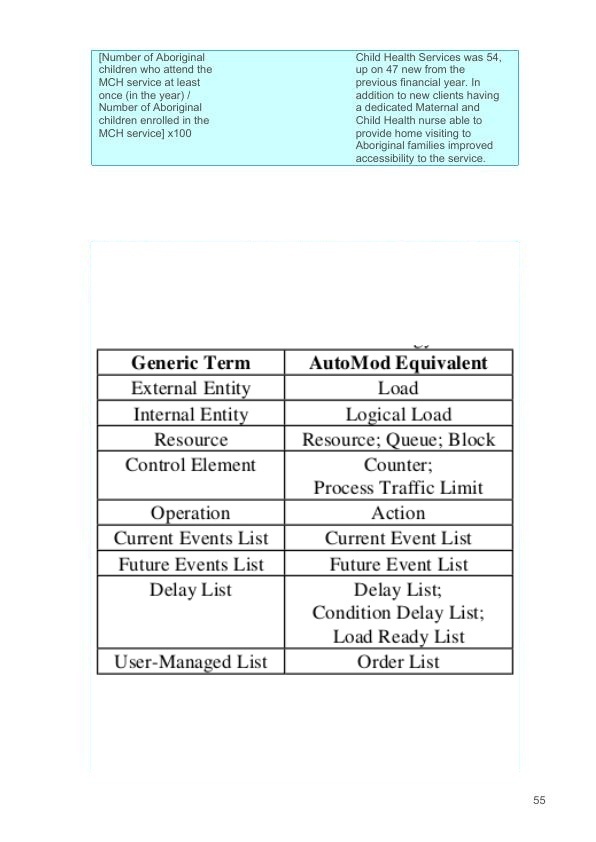 [Number of Aboriginal
children who attend the
MCH service at least
once (in the year) /
Number of Aboriginal
children enrolled in the
MCH service] x100
Child Health Services was 54,
up on 47 new from the
previous financial year. In
addition to new clients having
a dedicated Maternal and
Child Health nurse able to
provide home visiting to
Aboriginal families improved
accessibility to the service.
Generic Term AutoMod Equivalent
External Entity Load
Internal Entity Logical Load
Resource Resource; Queue; Block
Control Element Counter;
Process Traffic Limit
Operation Action
Current Events List Current Event List
Future Events List Future Event List
Delay List Delay List;
Condition Delay List;
Load Ready List
User-Managed List Order List
55